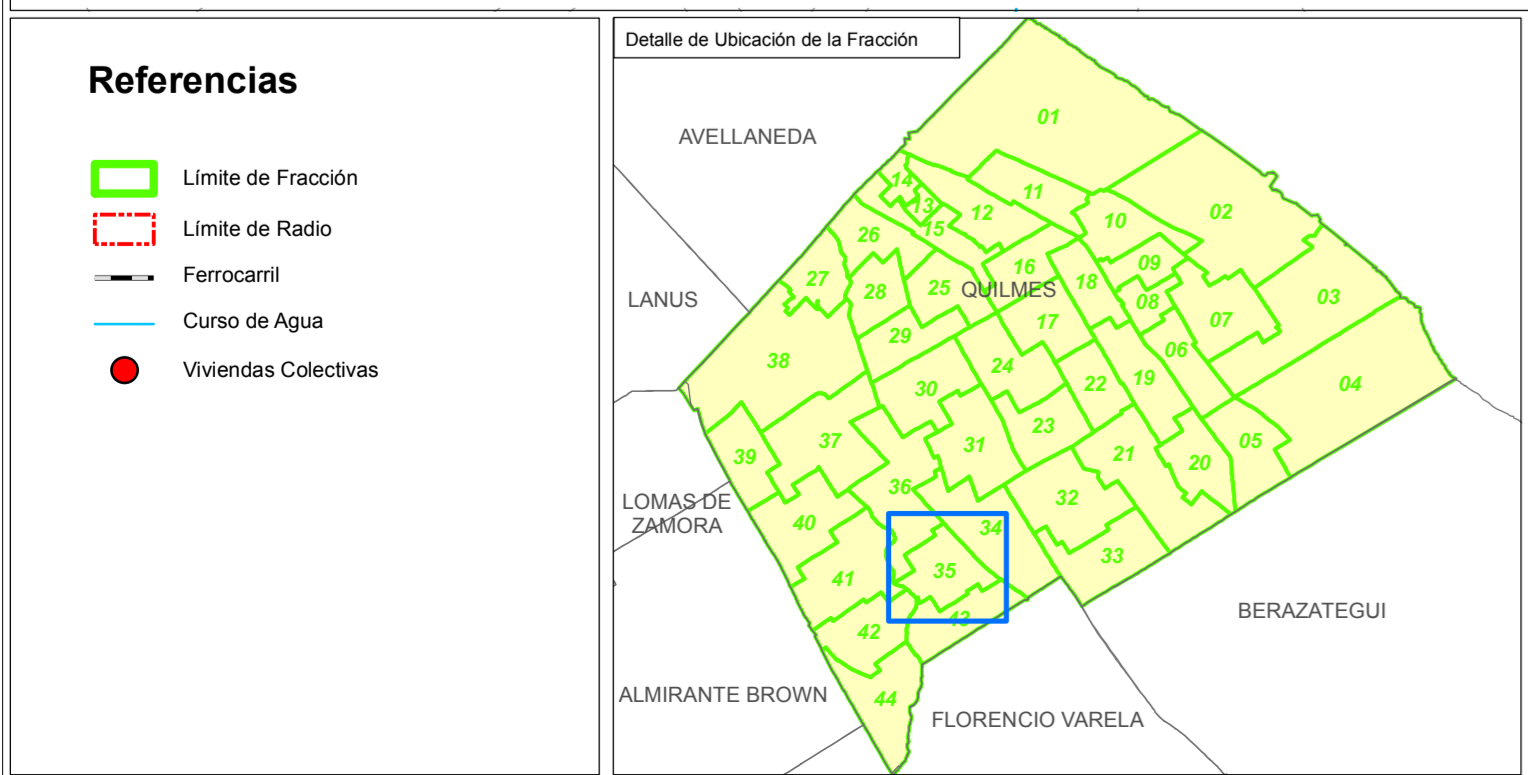 Referencias
Límite de Fracción
Límite de Radio
Ferrocarril
Curso de Agua
Viviendas Colectivas
Detalle de Ubicación de la Fracción
01
AVELLANEDA
14
11
13
12
02
10
15
26
09
16
27
28
25
QUILMES
18
LANUS
08
03
07
17
29
06
38
24
19
04
22
30
23
37
31
05
39
21
20
36
32
LOMAS DE
ZAMORA
40
34
33
35
41
BERAZATEGUI
43
42
ALMIRANTE BROWN
44
FLORENCIO VARELA